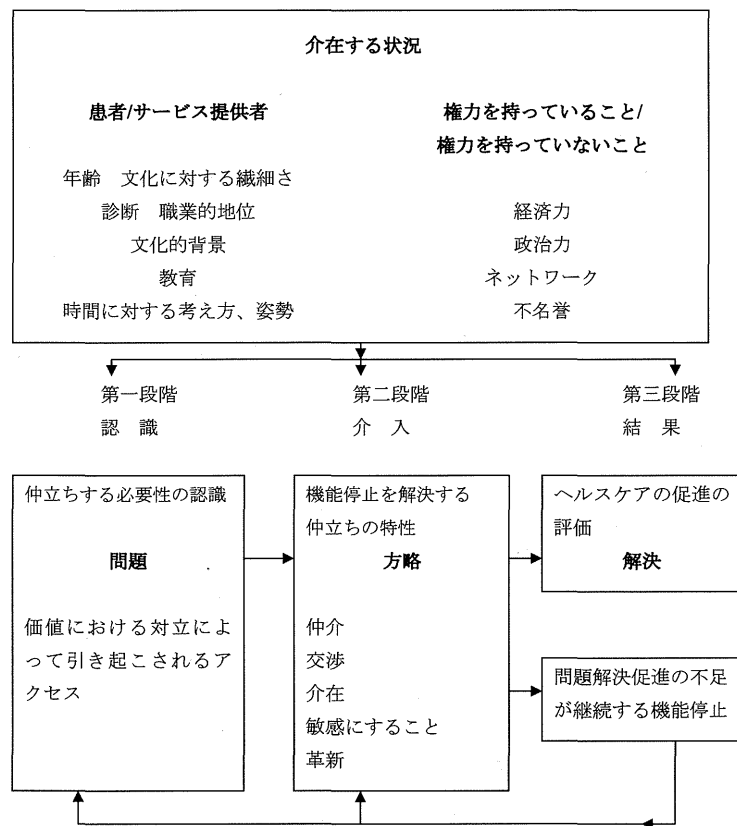 介在する状況
患者/サービス提供者
年齢　文化に対する繊細さ
診断　職業的地位
文化的背景
教育
時間に対する考え方、姿勢
権力を持っていること/
権力を持っていないこと
経済力
政治力
ネットワーク
不名誉
第一段階
認　識
第二段階
介　入
第三段階
結　果
仲立ちする必要性の認識
問題
価値における対立によ
って引き起こされるア
クセス
機能停止を解決する
仲立ちの特性
方略
仲介
交渉
介在
敏感にすること
革新
ヘルスケアの促進の
評価
解決
問題解決促進の不足
が継続する機能停止